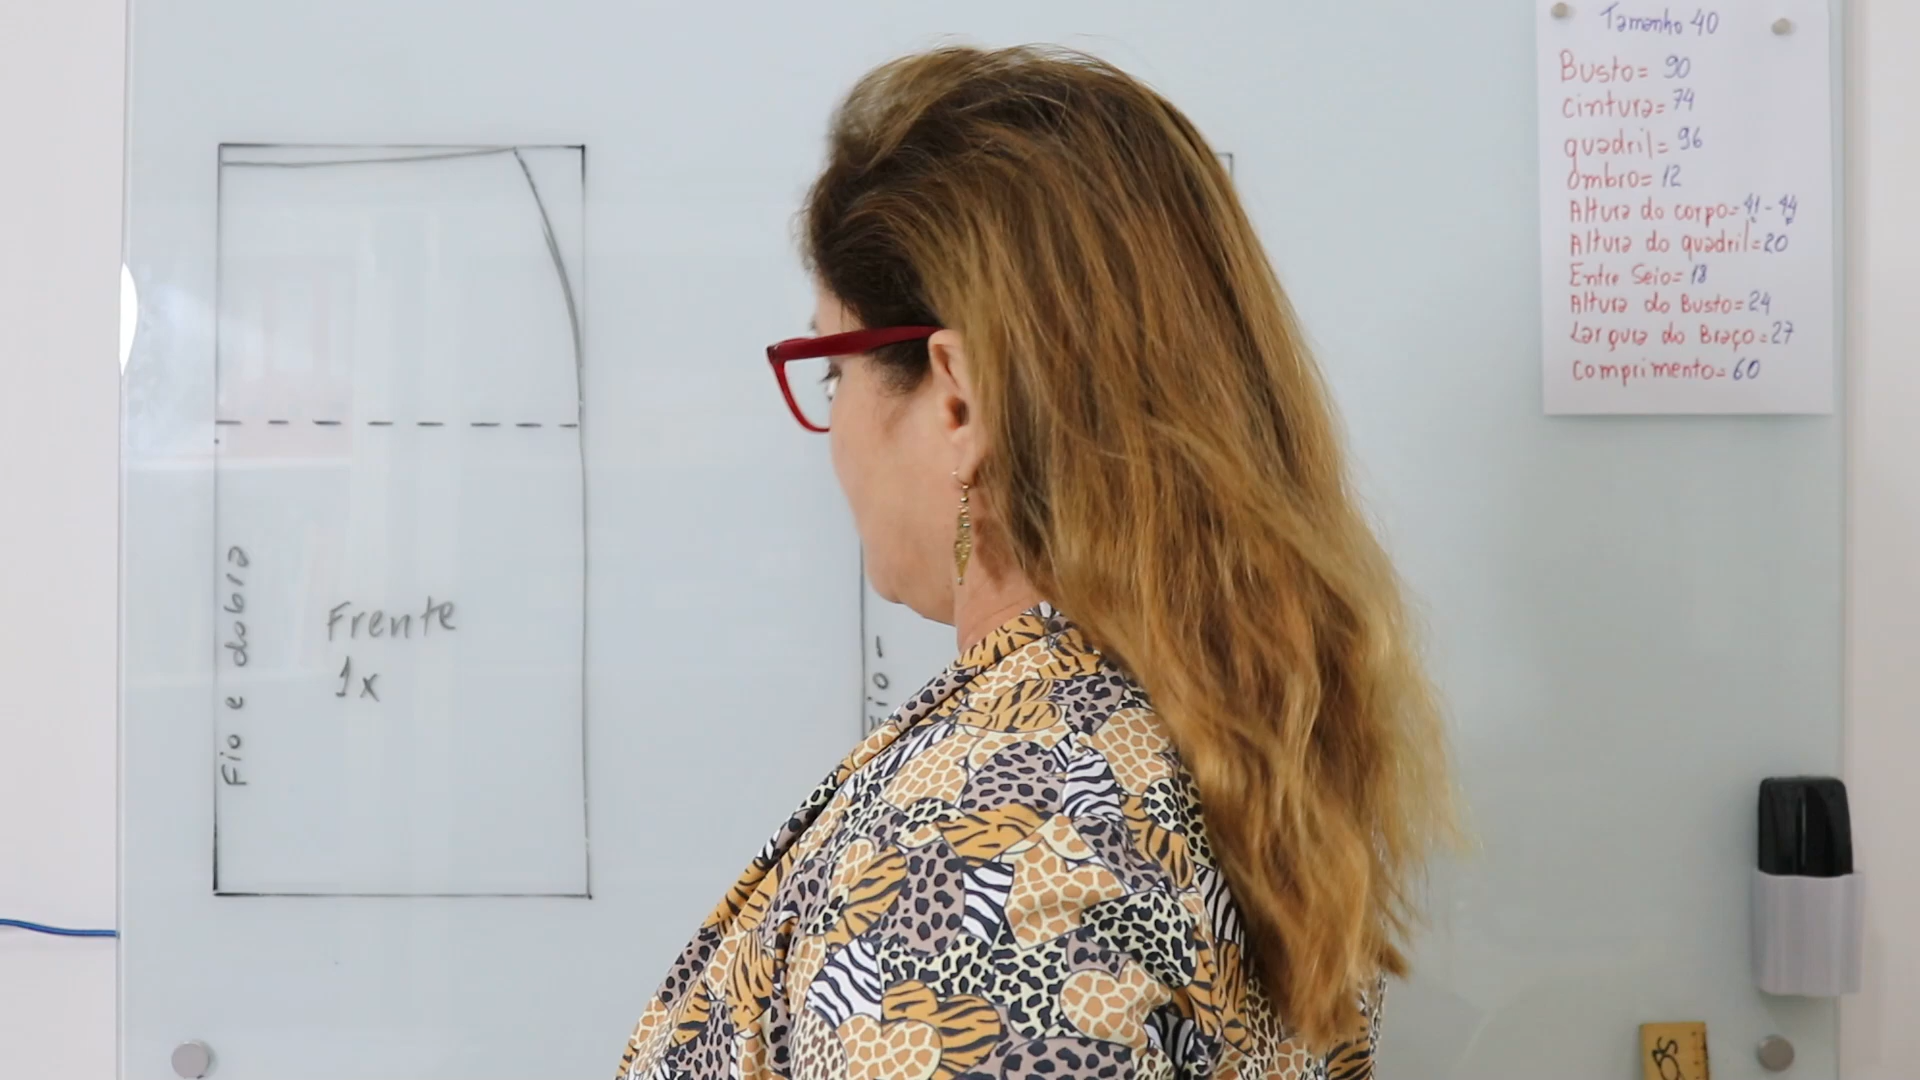 Tamanho 40
Busto= 90
cintura= 74
quadril= 96
Ombro= 12
Altura do corpo= 41 - 44
Altura do quadril= 20
Entre Seio= 18
Altura do Busto= 24
Largura do Braço= 27
comprimento= 60
Fio e dobra
Frente
1x